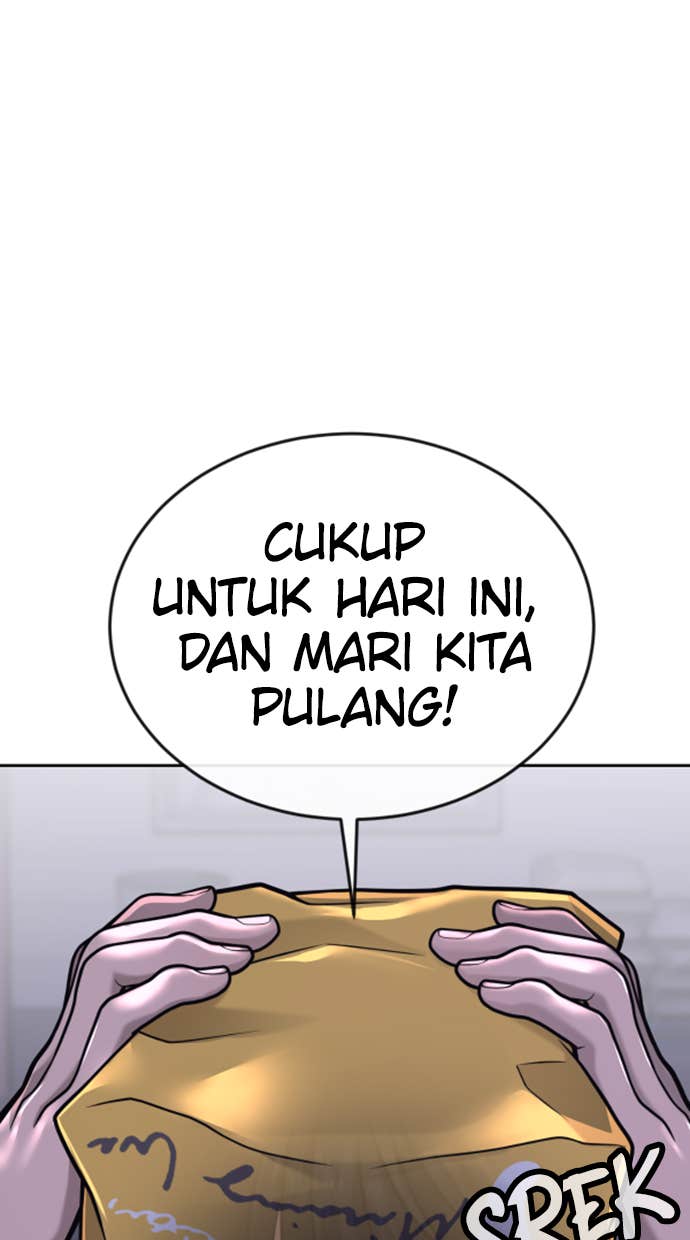 CUKUP
UNTUK HARI INI,
DAN MARI KITA
PULANG!
SREK